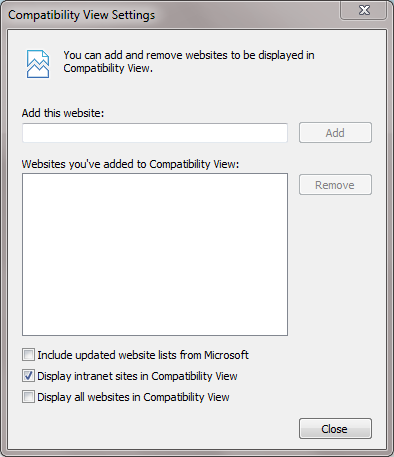 Compatibility View Settings
You can add and remove websites to be displayed in
Compatibility View.
Add this website:
Add
Websites you've added to Compatibility View:
Remove
Include updated website lists from Microsoft
Display intranet sites in Compatibility View
Display all websites in Compatibility View
Close